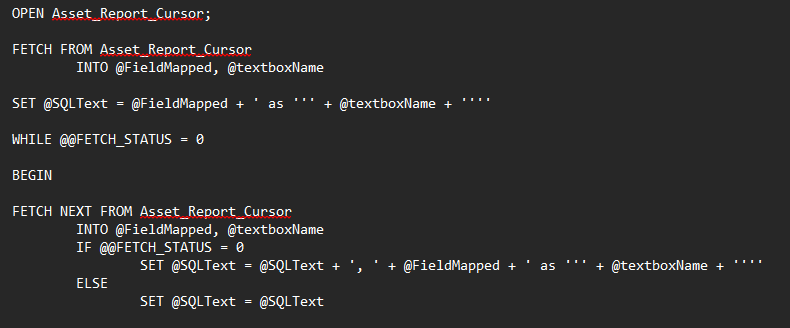 OPEN Asset_Report_Cursor;
FETCH FROM Asset_Report_Cursor
INTO @FieldMapped, @textboxName
SET @SQLText = @FieldMapped + ' as ''' + @textboxName + ''''
WHILE @@FETCH_STATUS = 0
BEGIN
FETCH NEXT FROM Asset_Report_Cursor
INTO @FieldMapped, @textboxName
IF @@FETCH_STATUS = 0
SET @SQLText = @SQLText + ', ' + @FieldMapped + ' as ''' + @textboxName + ''''
ELSE
SET @SQLText = @SQLText